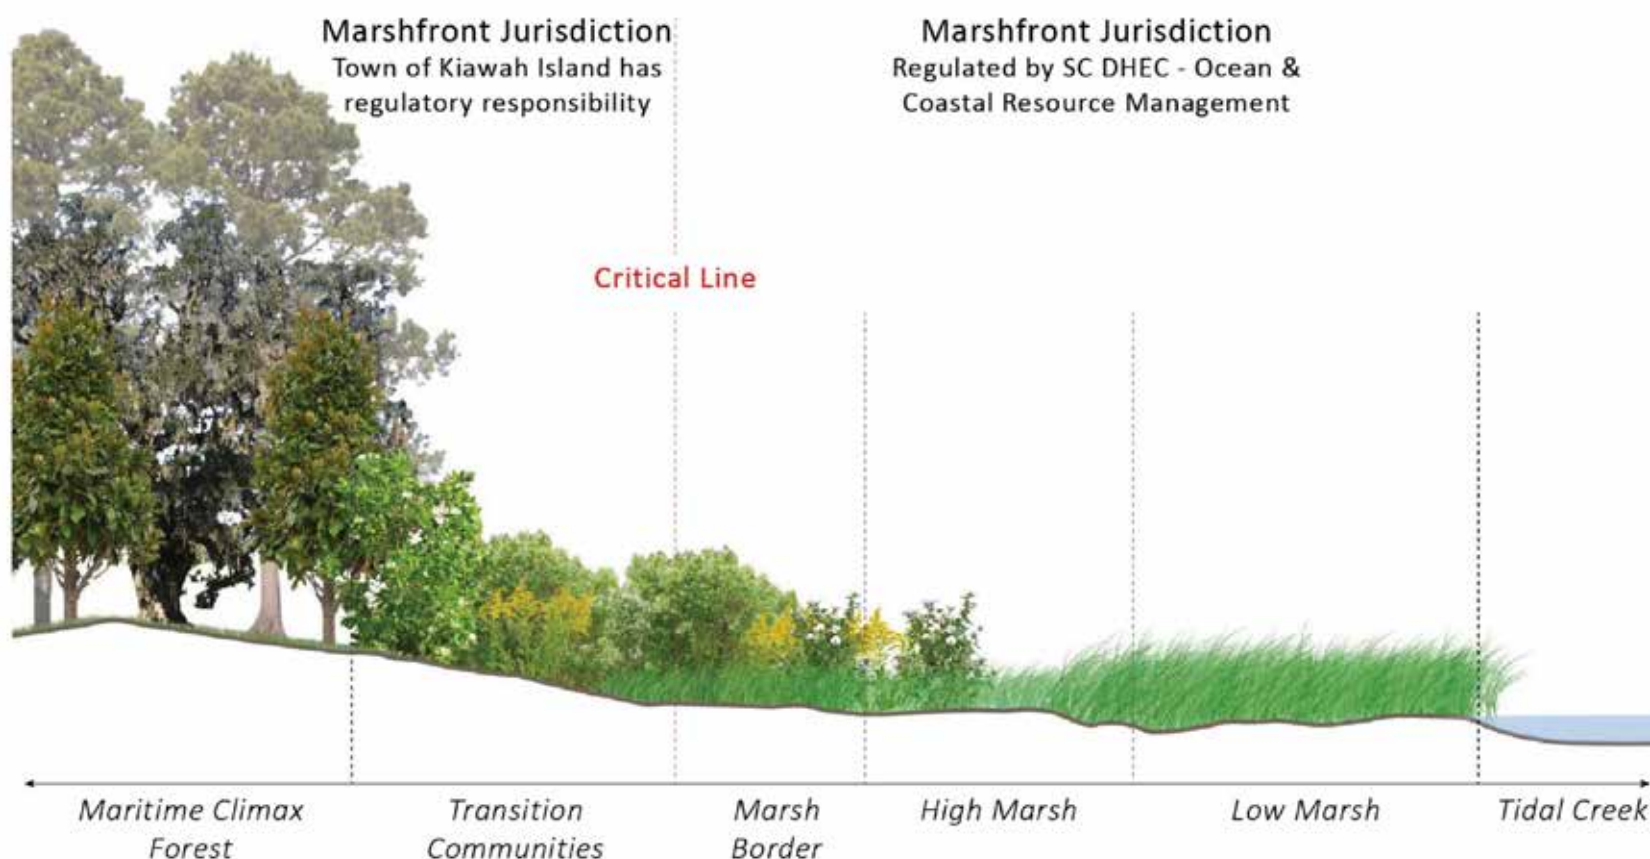 Marshfront Jurisdiction
Town of Kiawah Island has
regulatory responsibility
Marshfront Jurisdiction
Regulated by SC DHEC - Ocean &
Coastal Resource Management
Critical Line
Maritime Climax
Forest
Transition
Communities
Marsh
Border
High Marsh
Low Marsh
Tidal Creek